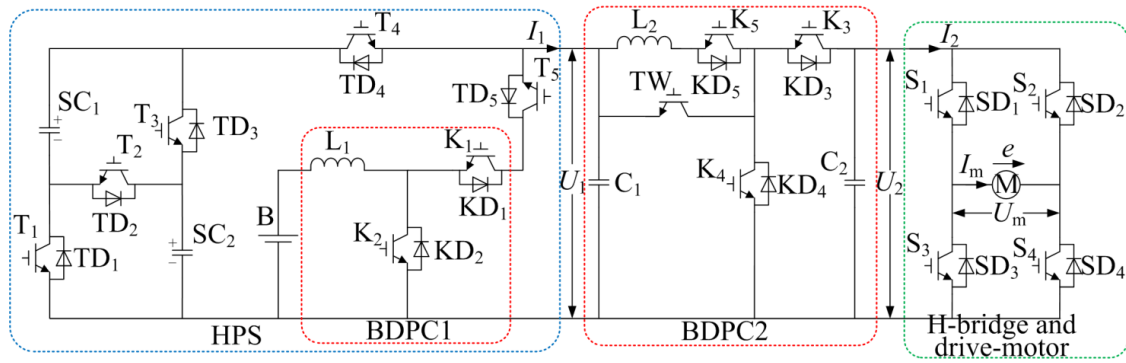 T₄
I₁
L₂
K₅
K₃
I₂
TD₄
T₅
TW
KD₅
KD₃
S₁
S₂
SC₁
T₃
TD₃
TD₅
SD₁
SD₂
T₂
L₁
K₁
TD₂
KD₁
U₁
C₁
K₄
KD₄
C₂
U₂
Iₘ
e
M
Uₘ
T₁
TD₁
SC₂
B
K₂
KD₂
S₃
SD₃
S₄
SD₄
+
−
+
−
HPS
BDPC1
BDPC2
H-bridge and
drive-motor